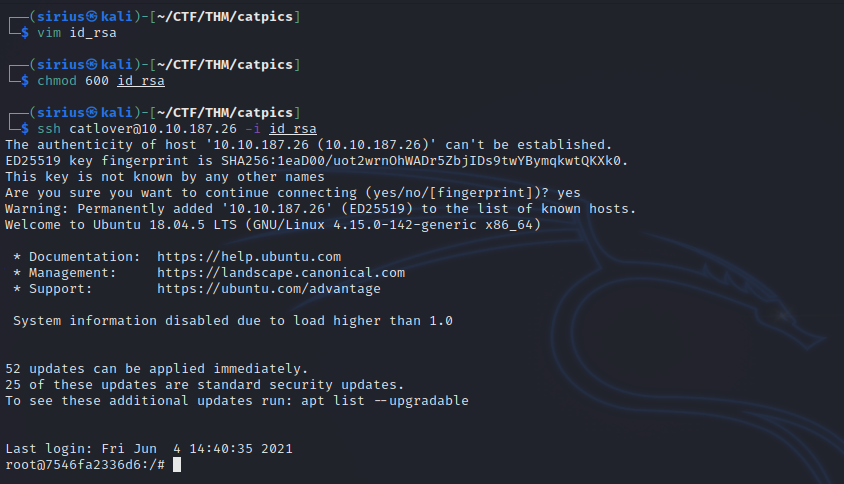 ┌──(sirius㉿kali)-[~/CTF/THM/catpics]
└─$ vim id_rsa
┌──(sirius㉿kali)-[~/CTF/THM/catpics]
└─$ chmod 600 id_rsa
┌──(sirius㉿kali)-[~/CTF/THM/catpics]
└─$ ssh catlover@10.10.187.26 -i id_rsa
The authenticity of host '10.10.187.26 (10.10.187.26)' can't be established.
ED25519 key fingerprint is SHA256:1eaD00/uot2wrnOhWADr5ZbjIDs9twYBymqkwtQKXk0.
This key is not known by any other names
Are you sure you want to continue connecting (yes/no/[fingerprint])? yes
Warning: Permanently added '10.10.187.26' (ED25519) to the list of known hosts.
Welcome to Ubuntu 18.04.5 LTS (GNU/Linux 4.15.0-142-generic x86_64)
* Documentation:  https://help.ubuntu.com
* Management:     https://landscape.canonical.com
* Support:        https://ubuntu.com/advantage
System information disabled due to load higher than 1.0
52 updates can be applied immediately.
25 of these updates are standard security updates.
To see these additional updates run: apt list --upgradable
Last login: Fri Jun  4 14:40:35 2021
root@7546fa2336d6:/#